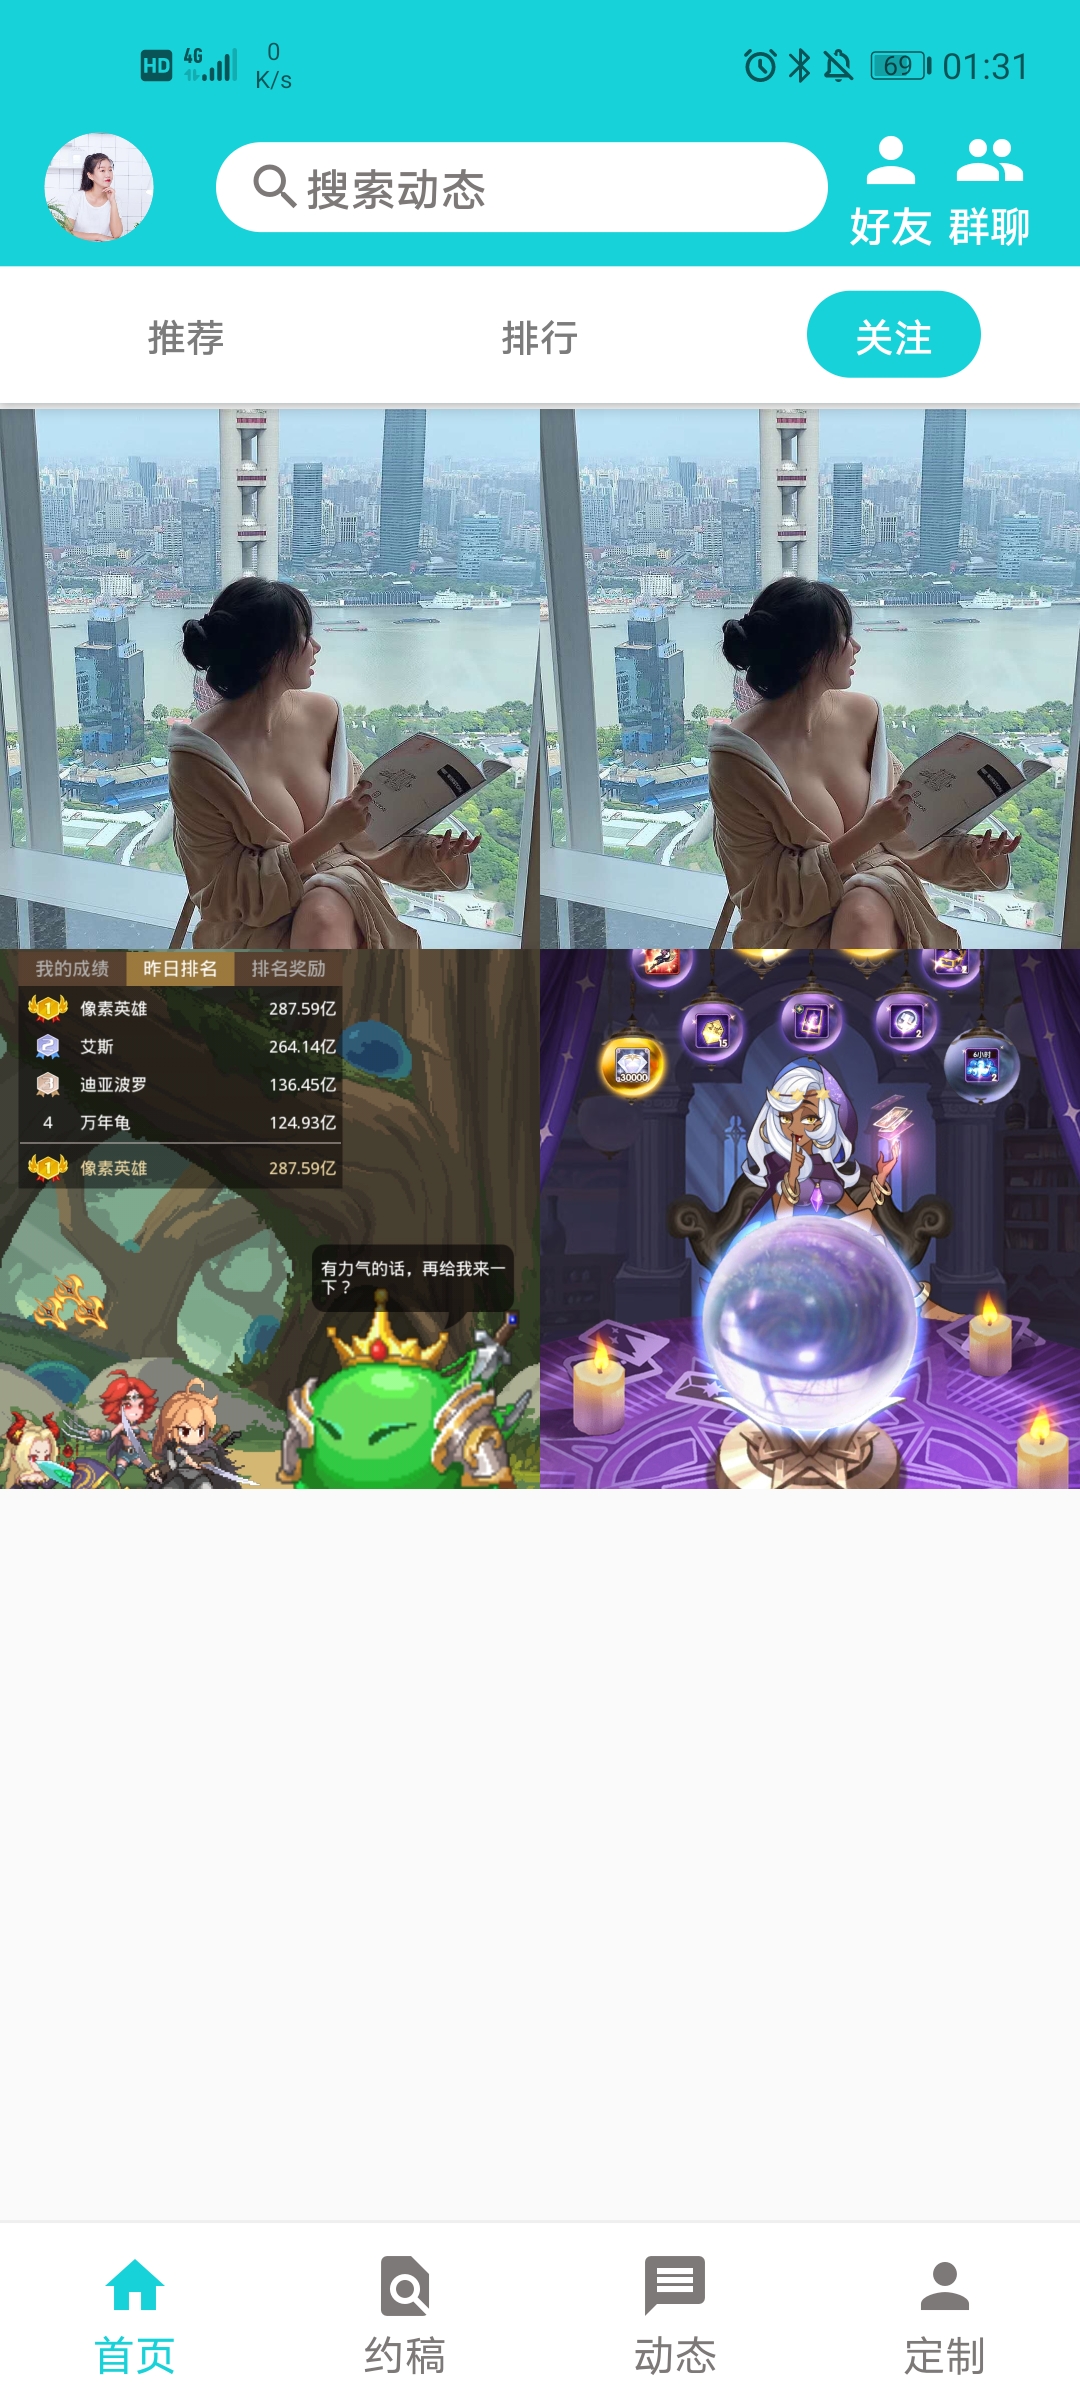 HD 4G 0 K/s 69 01:31
搜索动态
好友 群聊
推荐 排行 关注
我的成绩 昨日排名 排名奖励
1 像素英雄 287.59亿
2 艾斯 264.14亿
3 迪亚波罗 136.45亿
4 万年龟 124.93亿
1 像素英雄 287.59亿
有力气的话，再给我来一
下？
15
2
30000
6小时
2
首页 约稿 动态 定制